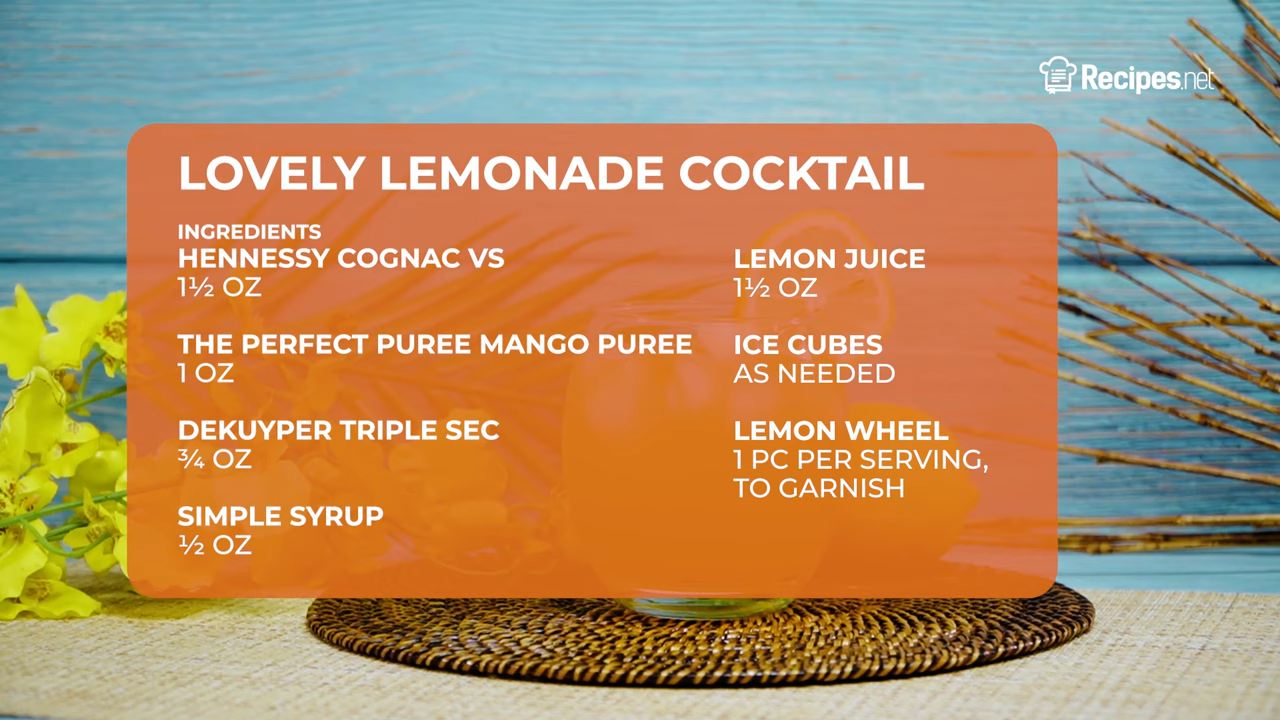 Recipes.net
LOVELY LEMONADE COCKTAIL
INGREDIENTS
HENNESSY COGNAC VS
1½ OZ
THE PERFECT PUREE MANGO PUREE
1 OZ
DEKUYPER TRIPLE SEC
¾ OZ
SIMPLE SYRUP
½ OZ
LEMON JUICE
1½ OZ
ICE CUBES
AS NEEDED
LEMON WHEEL
1 PC PER SERVING,
TO GARNISH